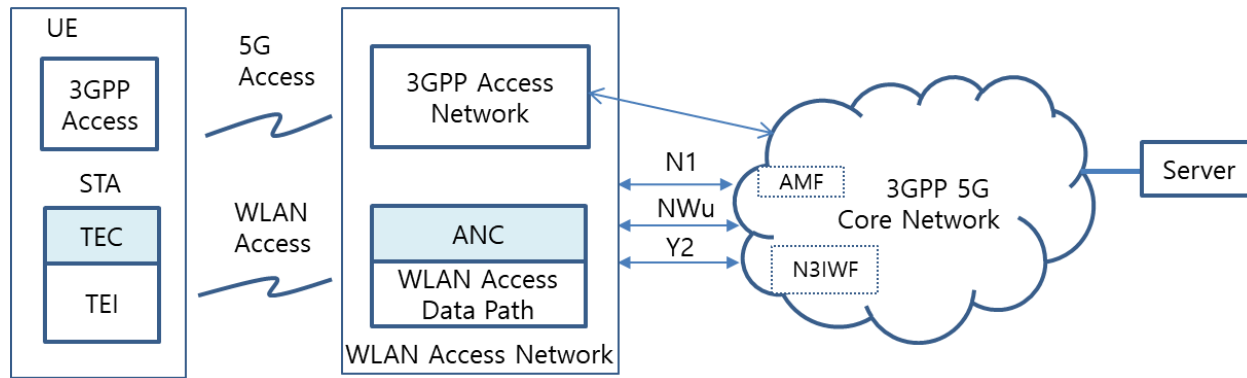 UE
3GPP
Access
STA
TEC
TEI
5G
Access
WLAN
Access
3GPP Access
Network
ANC
WLAN Access
Data Path
WLAN Access Network
N1
NWu
Y2
AMF
3GPP 5G
Core Network
N3IWF
Server